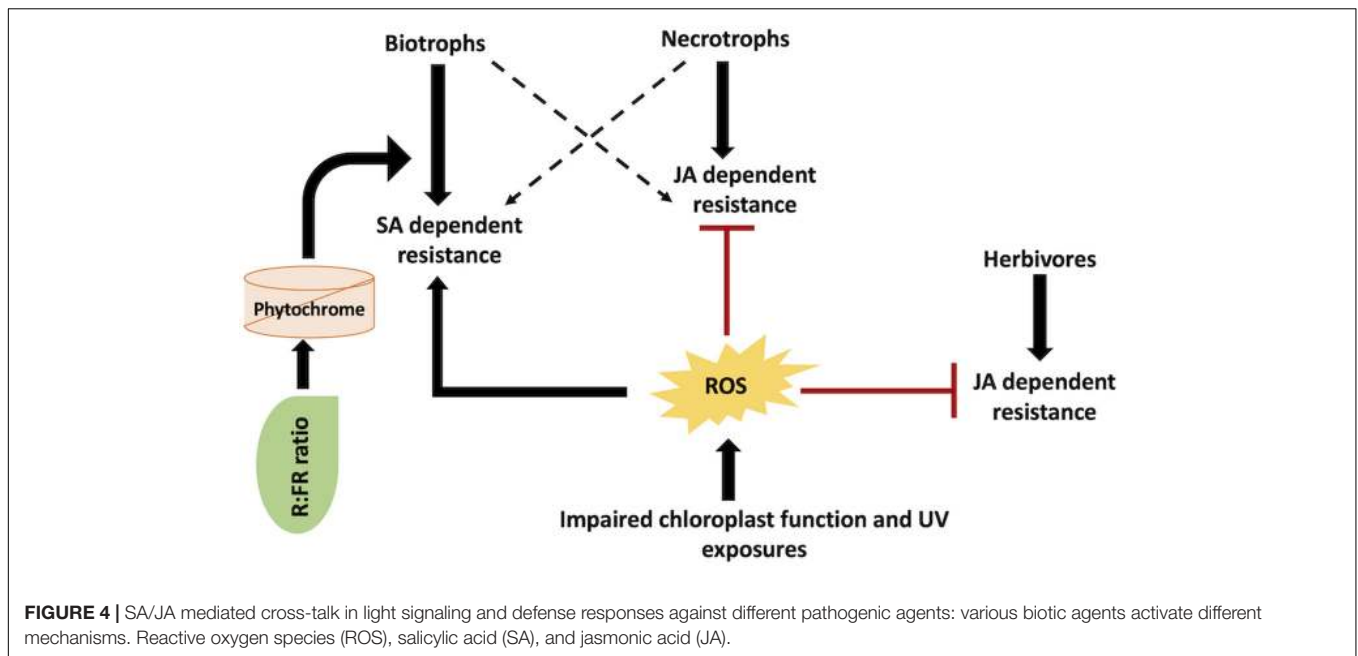 Biotrophs
Necrotrophs
JA dependent
resistance
SA dependent
resistance
Herbivores
Phytochrome
ROS
JA dependent
resistance
R:FR ratio
Impaired chloroplast function and UV
exposures
FIGURE 4 | SA/JA mediated cross-talk in light signaling and defense responses against different pathogenic agents: various biotic agents activate different
mechanisms. Reactive oxygen species (ROS), salicylic acid (SA), and jasmonic acid (JA).